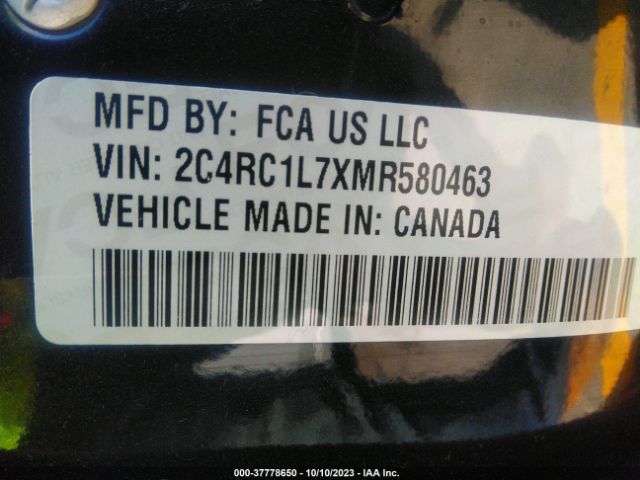 MFD BY: FCA US LLC
VIN: 2C4RC1L7XMR580463
VEHICLE MADE IN: CANADA
000-37778650 - 10/10/2023 - IAA Inc.